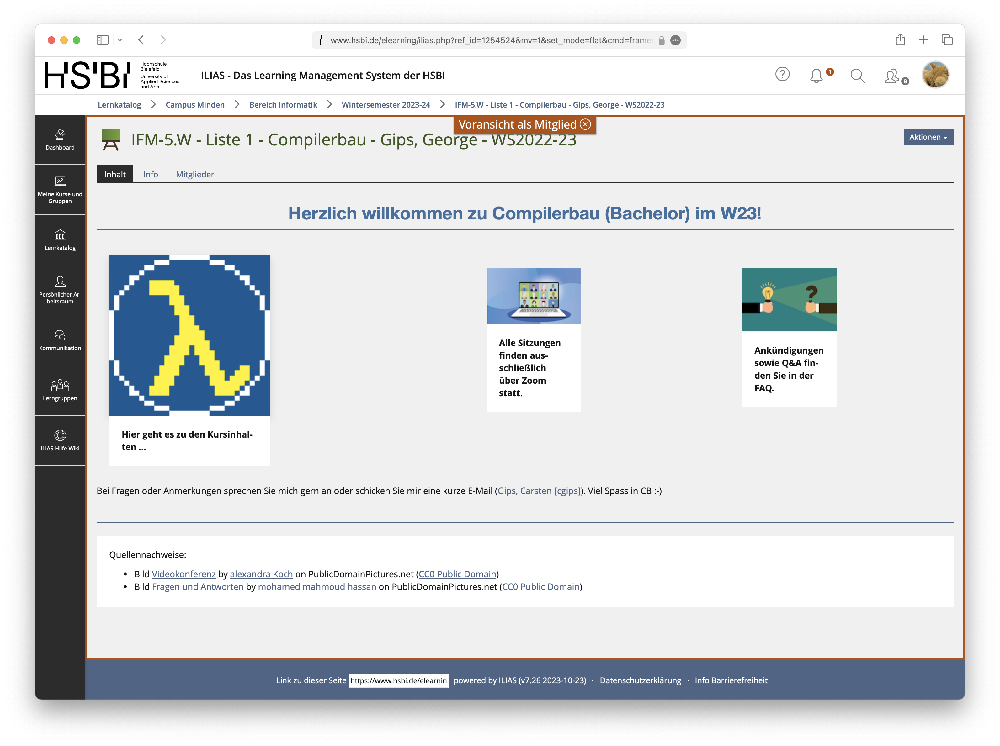 www.hsbi.de/elearning/ilias.php?ref_id=1254524&mv=1&set_mode=flat&cmd=frames
HSBI
Hochschule
Bielefeld
University of
Applied Sciences
and Arts
ILIAS - Das Learning Management System der HSBI
1
8
Lernkatalog
Campus Minden
Bereich Informatik
Wintersemester 2023-24
IFM-5.W - Liste 1 - Compilerbau - Gips, George - WS2022-23
Voransicht als Mitglied
IFM-5.W - Liste 1 - Compilerbau - Gips, George - WS2022-23
Aktionen
Dashboard
Meine Kurse und
Gruppen
Lernkatalog
Persönlicher Ar-
beitsraum
Kommunikation
Lerngruppen
ILIAS Hilfe Wiki
Inhalt
Info
Mitglieder
Herzlich willkommen zu Compilerbau (Bachelor) im W23!
λ
Hier geht es zu den Kursinhal-
ten ...
Alle Sitzungen
finden aus-
schließlich
über Zoom
statt.
?
Ankündigungen
sowie Q&A fin-
den Sie in der
FAQ.
Bei Fragen oder Anmerkungen sprechen Sie mich gern an oder schicken Sie mir eine kurze E-Mail (Gips, Carsten [cgips]). Viel Spass in CB :-)
Quellennachweise:
• Bild Videokonferenz by alexandra Koch on PublicDomainPictures.net (CC0 Public Domain)
• Bild Fragen und Antworten by mohamed mahmoud hassan on PublicDomainPictures.net (CC0 Public Domain)
Link zu dieser Seite https://www.hsbi.de/elearnin powered by ILIAS (v7.26 2023-10-23) · Datenschutzerklärung · Info Barrierefreiheit